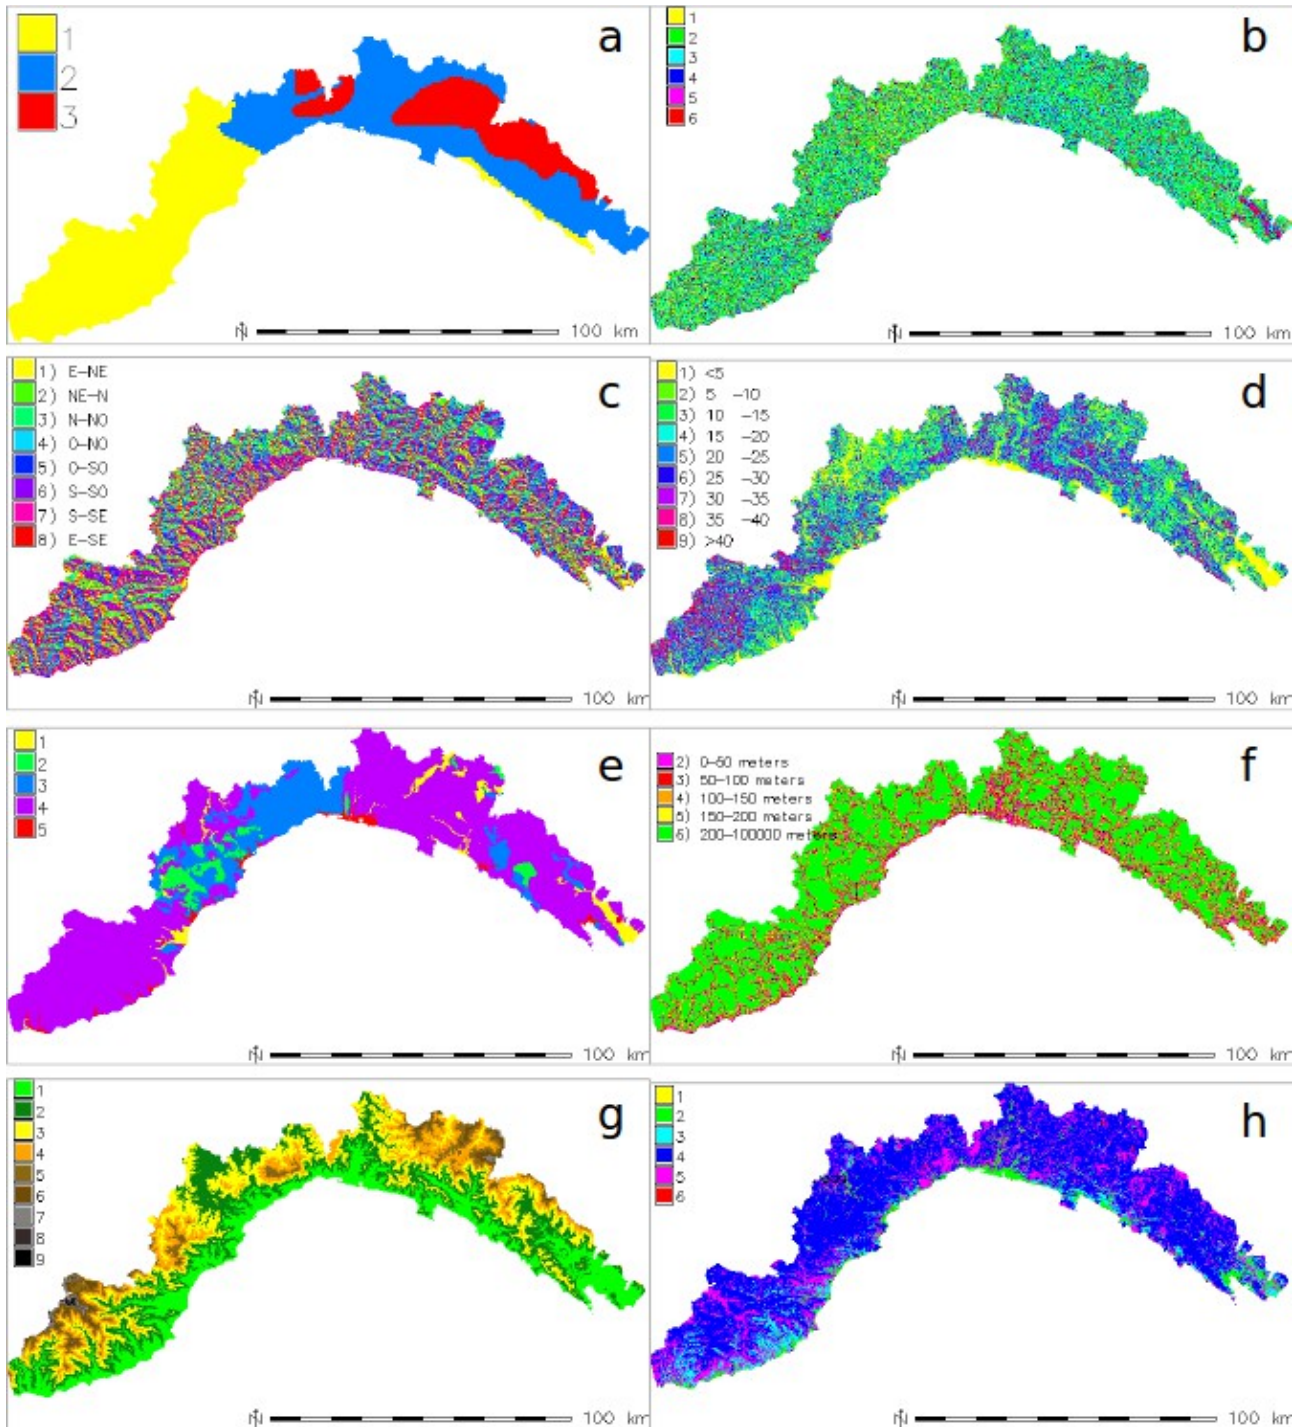 1
2
3
a
N
100 km
1
2
3
4
5
6
b
N
100 km
1) E-NE
2) NE-N
3) N-NO
4) O-NO
5) O-SO
6) S-SO
7) S-SE
8) E-SE
c
N
100 km
1) <5
2) 5 -10
3) 10 -15
4) 15 -20
5) 20 -25
6) 25 -30
7) 30 -35
8) 35 -40
9) >40
d
N
100 km
1
2
3
4
5
e
N
100 km
2) 0-50 meters
3) 50-100 meters
4) 100-150 meters
5) 150-200 meters
6) 200-100000 meters
f
N
100 km
1
2
3
4
5
6
7
8
9
g
N
100 km
1
2
3
4
5
6
h
N
100 km